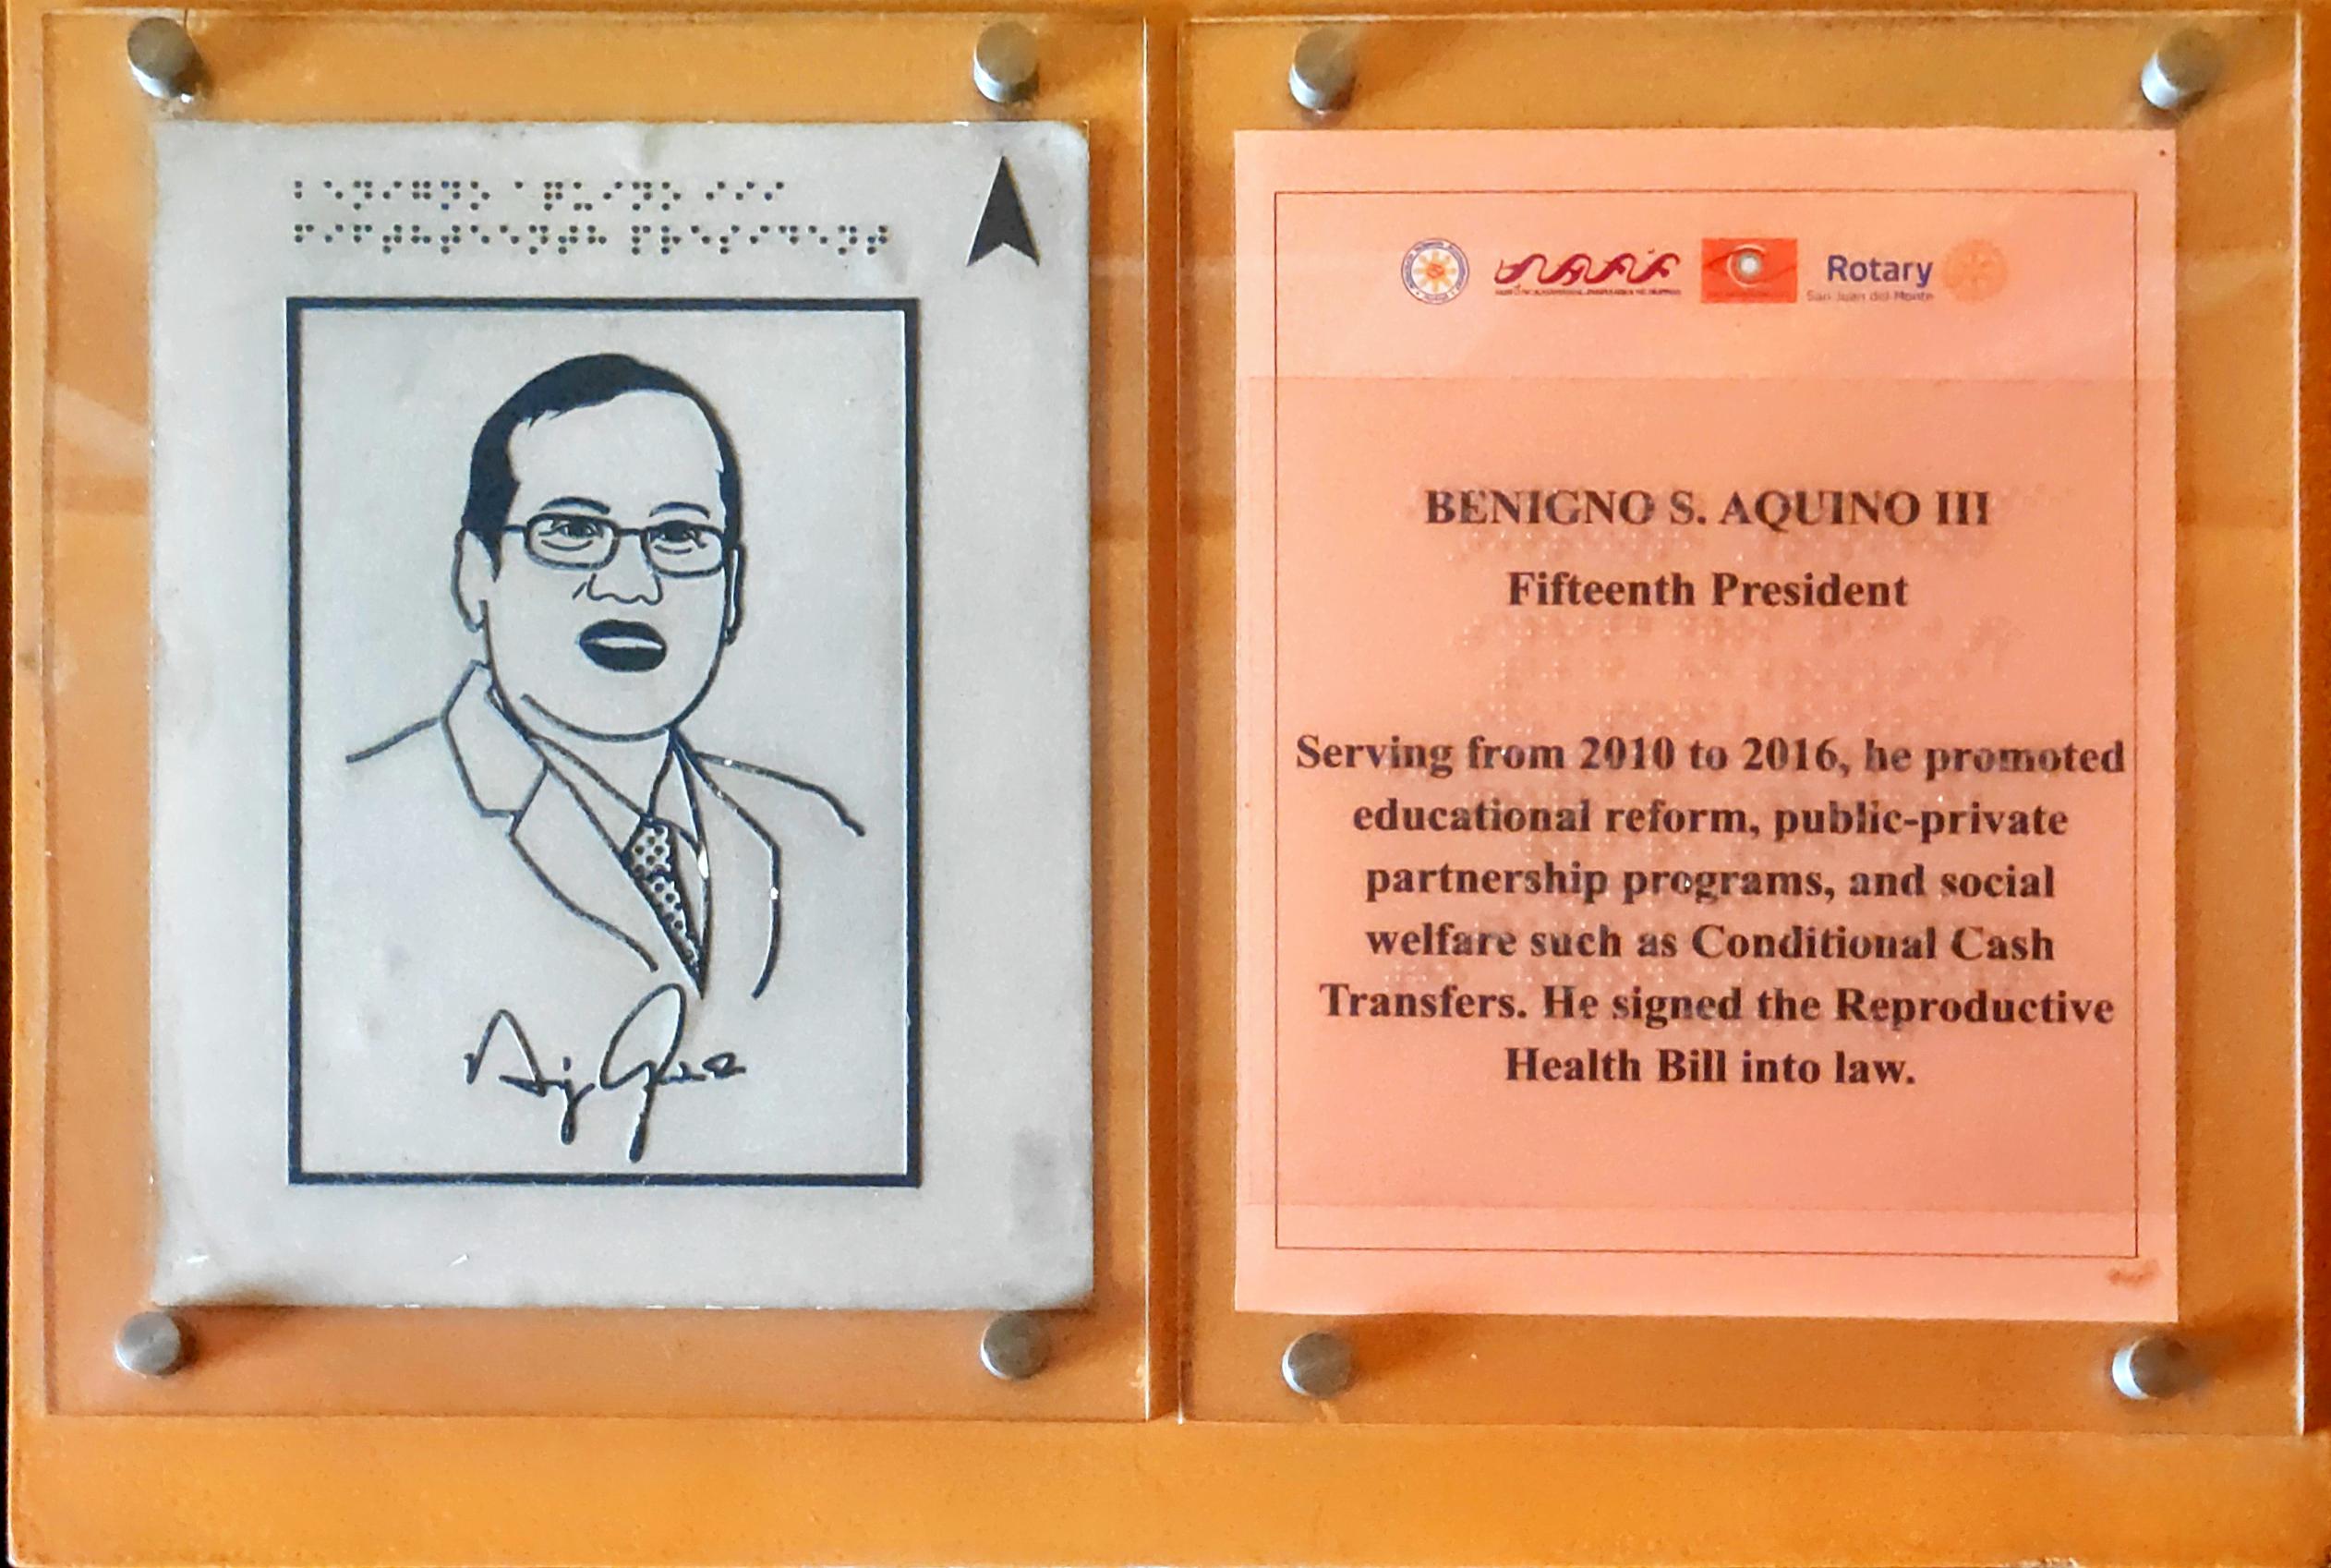 ⠃⠑⠝⠊⠛⠝⠕ ⠁⠟⠥⠊⠝⠕ ⠊⠊⠊
⠏⠗⠑⠎⠊⠙⠑⠝⠞
Rotary
San Juan del Monte
BENIGNO S. AQUINO III
Fifteenth President
Serving from 2010 to 2016, he promoted
educational reform, public-private
partnership programs, and social
welfare such as Conditional Cash
Transfers. He signed the Reproductive
Health Bill into law.